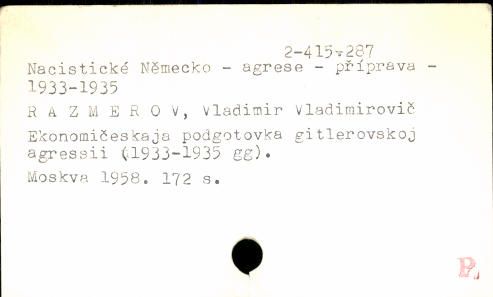 2-415-287
Nacistické Německo - agrese - příprava -
1933-1935
R A Z M E R O V, Vladimir Vladimirovič
Ekonomičeskaja podgotovka gitlerovskoj
agressii (1933-1935 gg).
Moskva 1958. 172 s.
P